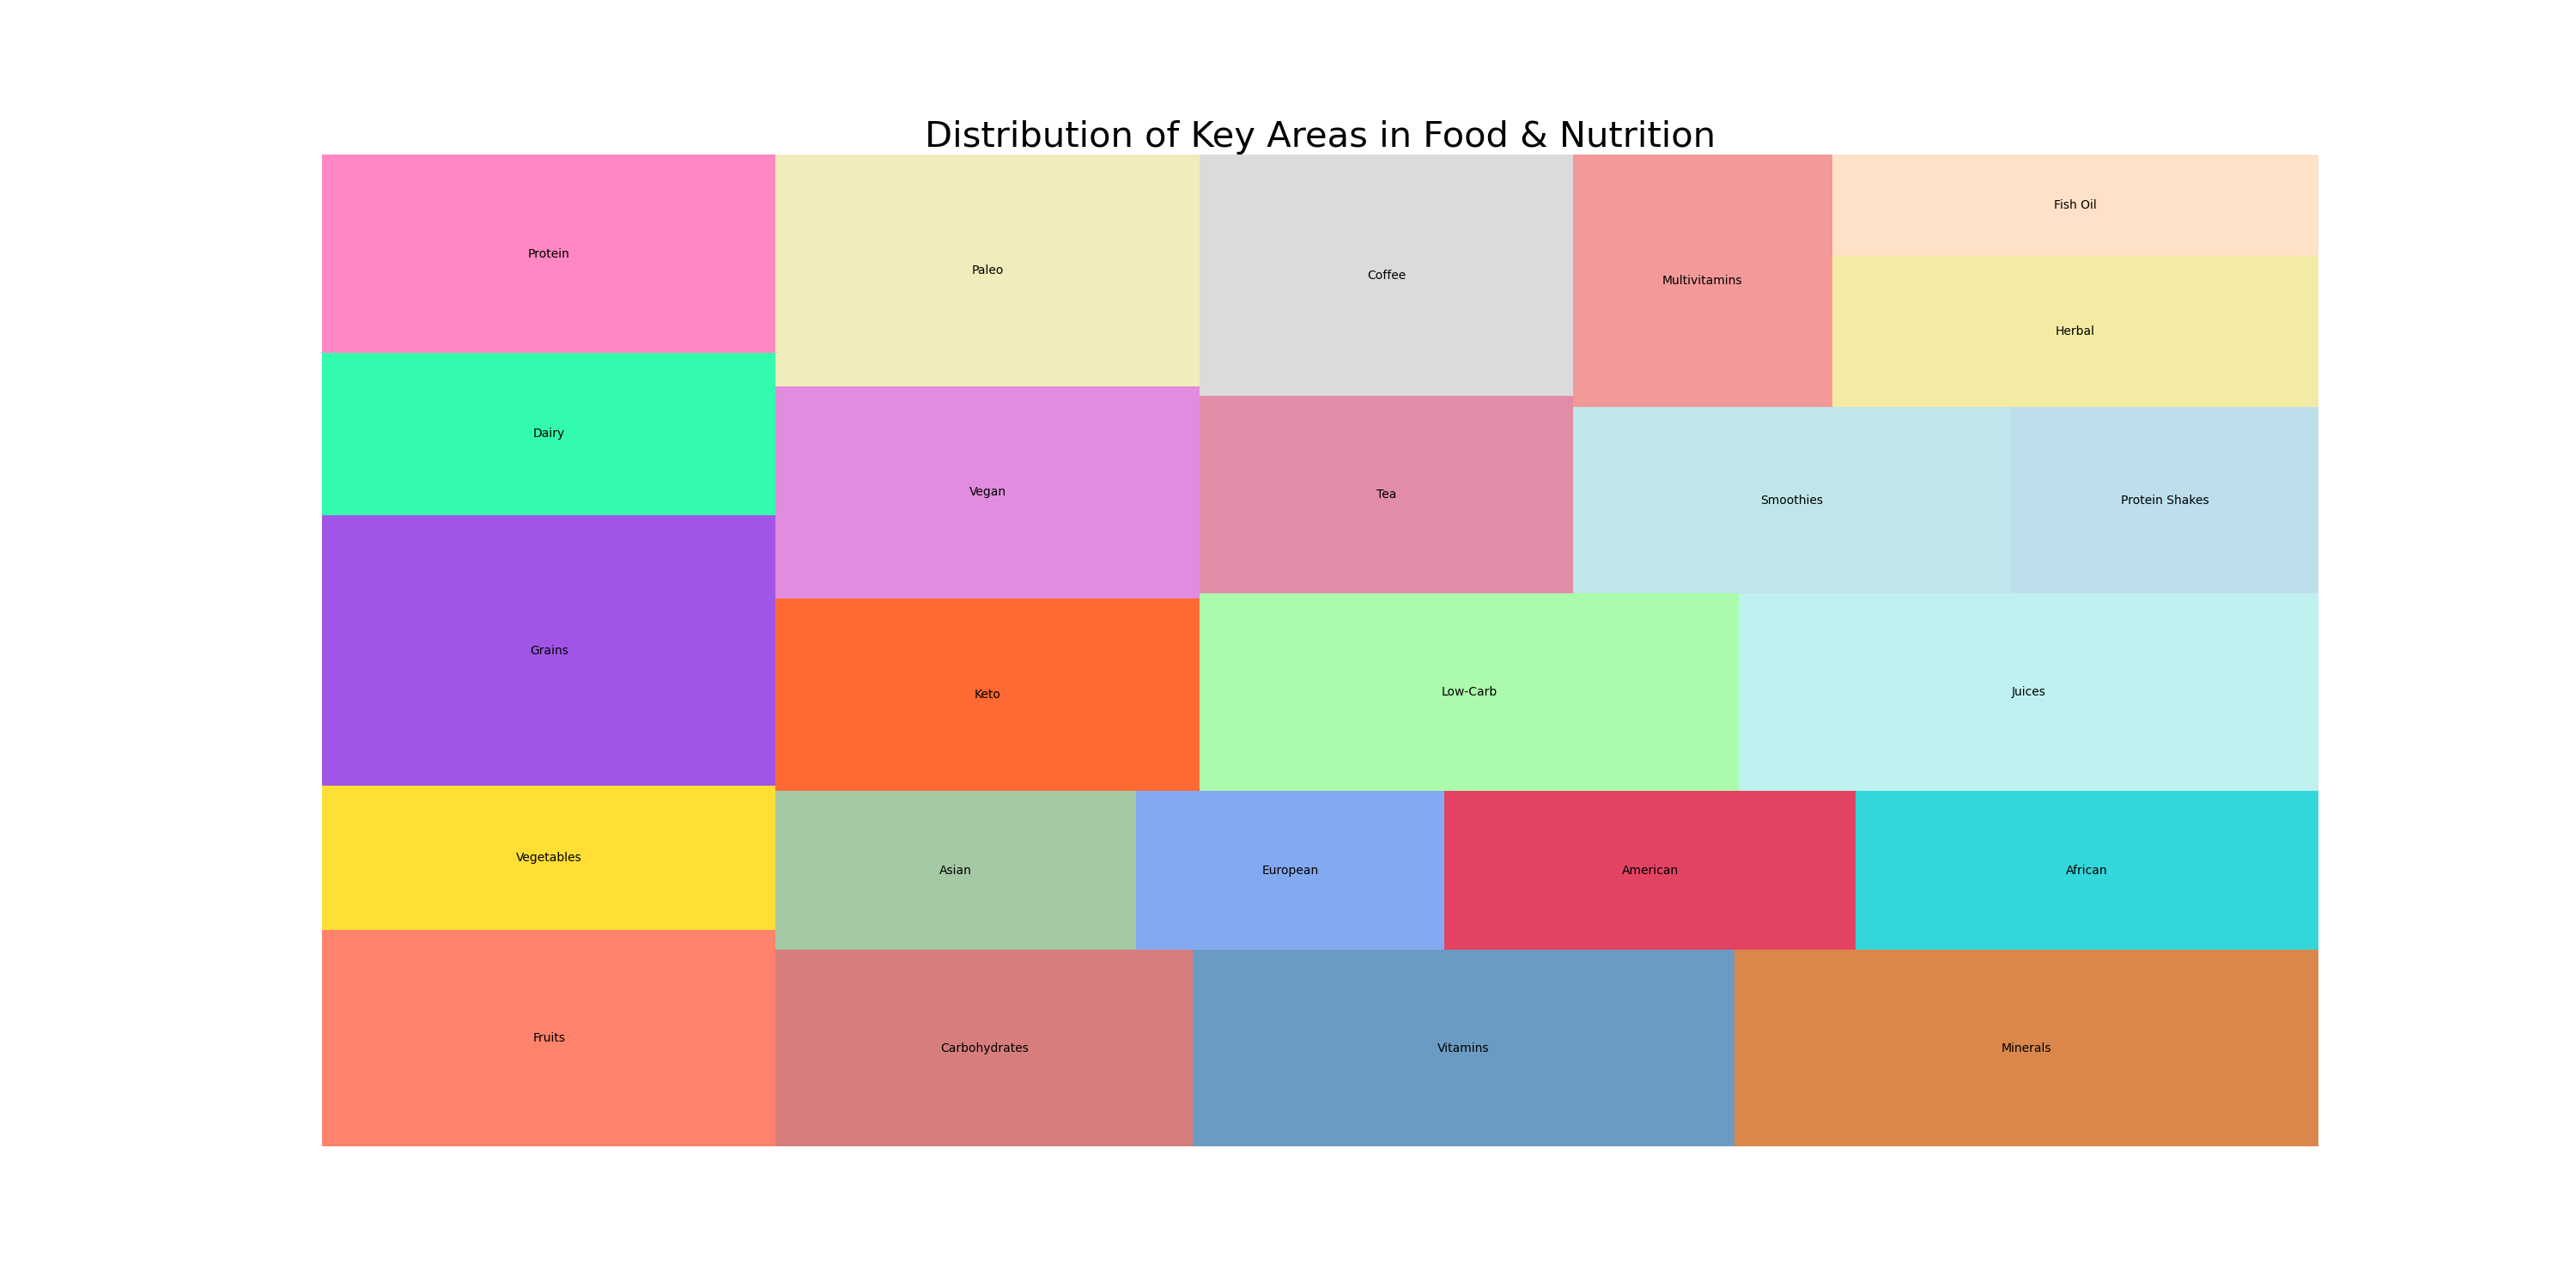 Distribution of Key Areas in Food & Nutrition
Protein
Dairy
Grains
Vegetables
Fruits
Paleo
Vegan
Keto
Coffee
Tea
Multivitamins
Fish Oil
Herbal
Smoothies
Protein Shakes
Low-Carb
Juices
Asian
European
American
African
Carbohydrates
Vitamins
Minerals